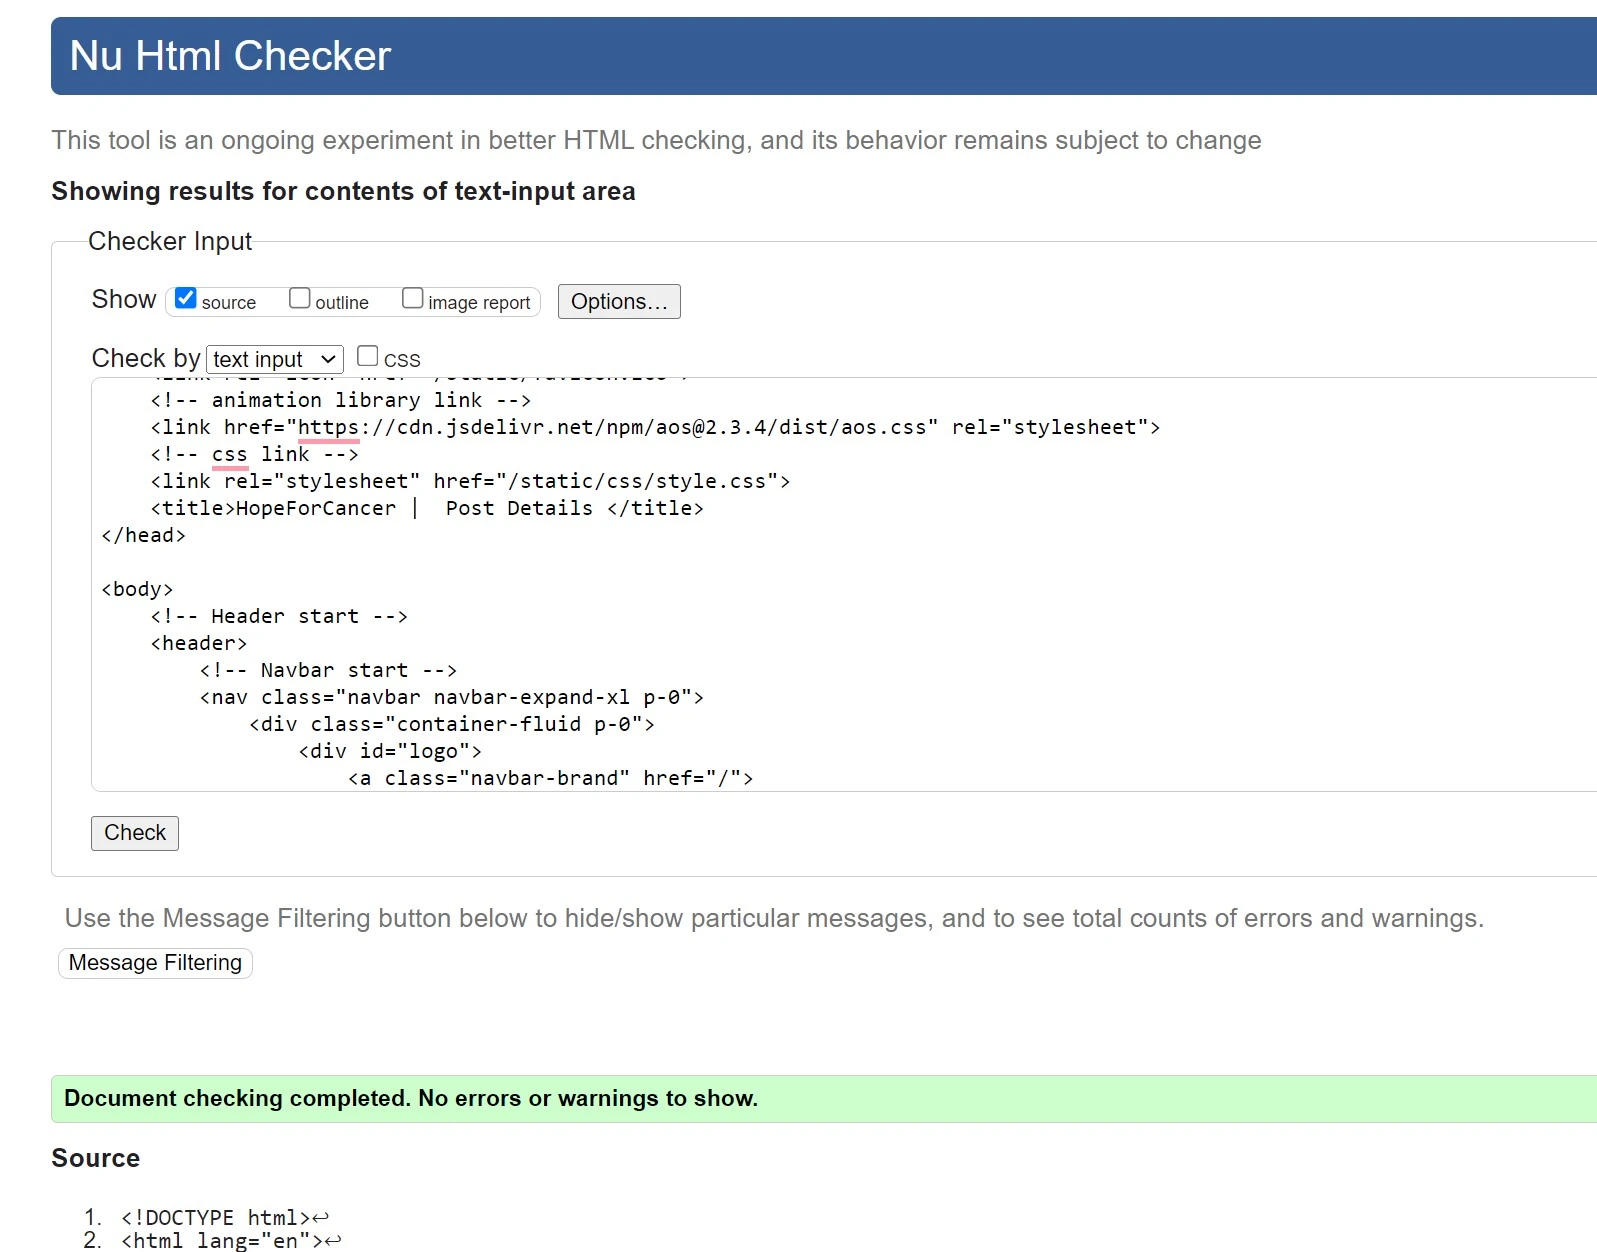 Nu Html Checker
This tool is an ongoing experiment in better HTML checking, and its behavior remains subject to change
Showing results for contents of text-input area
Checker Input
Show source outline image report Options...
Check by text input CSS
<!-- animation library link -->
<link href="https://cdn.jsdelivr.net/npm/aos@2.3.4/dist/aos.css" rel="stylesheet">
<!-- css link -->
<link rel="stylesheet" href="/static/css/style.css">
<title>HopeForCancer |  Post Details </title>
</head>
<body>
<!-- Header start -->
<header>
<!-- Navbar start -->
<nav class="navbar navbar-expand-xl p-0">
<div class="container-fluid p-0">
<div id="logo">
<a class="navbar-brand" href="/">
Check
Use the Message Filtering button below to hide/show particular messages, and to see total counts of errors and warnings.
Message Filtering
Document checking completed. No errors or warnings to show.
Source
1. <!DOCTYPE html>↩
2. <html lang="en">↩